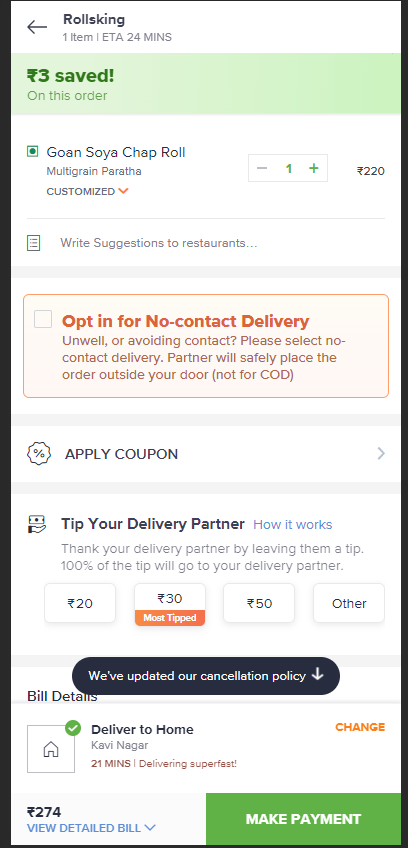 Rollsking
1 Item | ETA 24 MINS
₹3 saved!
On this order
Goan Soya Chap Roll
Multigrain Paratha
CUSTOMIZED
− 1 +
₹220
Write Suggestions to restaurants...
Opt in for No-contact Delivery
Unwell, or avoiding contact? Please select no-
contact delivery. Partner will safely place the
order outside your door (not for COD)
%
APPLY COUPON
Tip Your Delivery Partner How it works
Thank your delivery partner by leaving them a tip.
100% of the tip will go to your delivery partner.
₹20
₹30
Most Tipped
₹50
Other
We've updated our cancellation policy
Bill Details
Deliver to Home
CHANGE
Kavi Nagar
21 MINS | Delivering superfast!
₹274
VIEW DETAILED BILL
MAKE PAYMENT